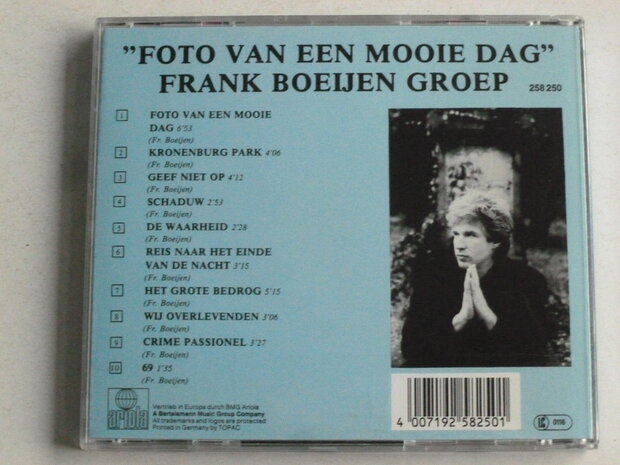 "FOTO VAN EEN MOOIE DAG"
FRANK BOEIJEN GROEP 258 250
1 FOTO VAN EEN MOOIE
DAG 6'53
(Fr. Boeijen)
2 KRONENBURG PARK 4'06
(Fr. Boeijen)
3 GEEF NIET OP 4'12
(Fr. Boeijen)
4 SCHADUW 2'53
(Fr. Boeijen)
5 DE WAARHEID 2'28
(Fr. Boeijen)
6 REIS NAAR HET EINDE
VAN DE NACHT 3'15
(Fr. Boeijen)
7 HET GROTE BEDROG 5'15
(Fr. Boeijen)
8 WIJ OVERLEVENDEN 3'06
(Fr. Boeijen)
9 CRIME PASSIONEL 3'27
(Fr. Boeijen)
10 69 1'35
(Fr. Boeijen)
ariola
Vertrieb in Europa durch BMG Ariola
A Bertelsmann Music Group Company
All trademarks and logos are protected
Printed in Germany by TOPAC
4 007192 582501
LC 0116